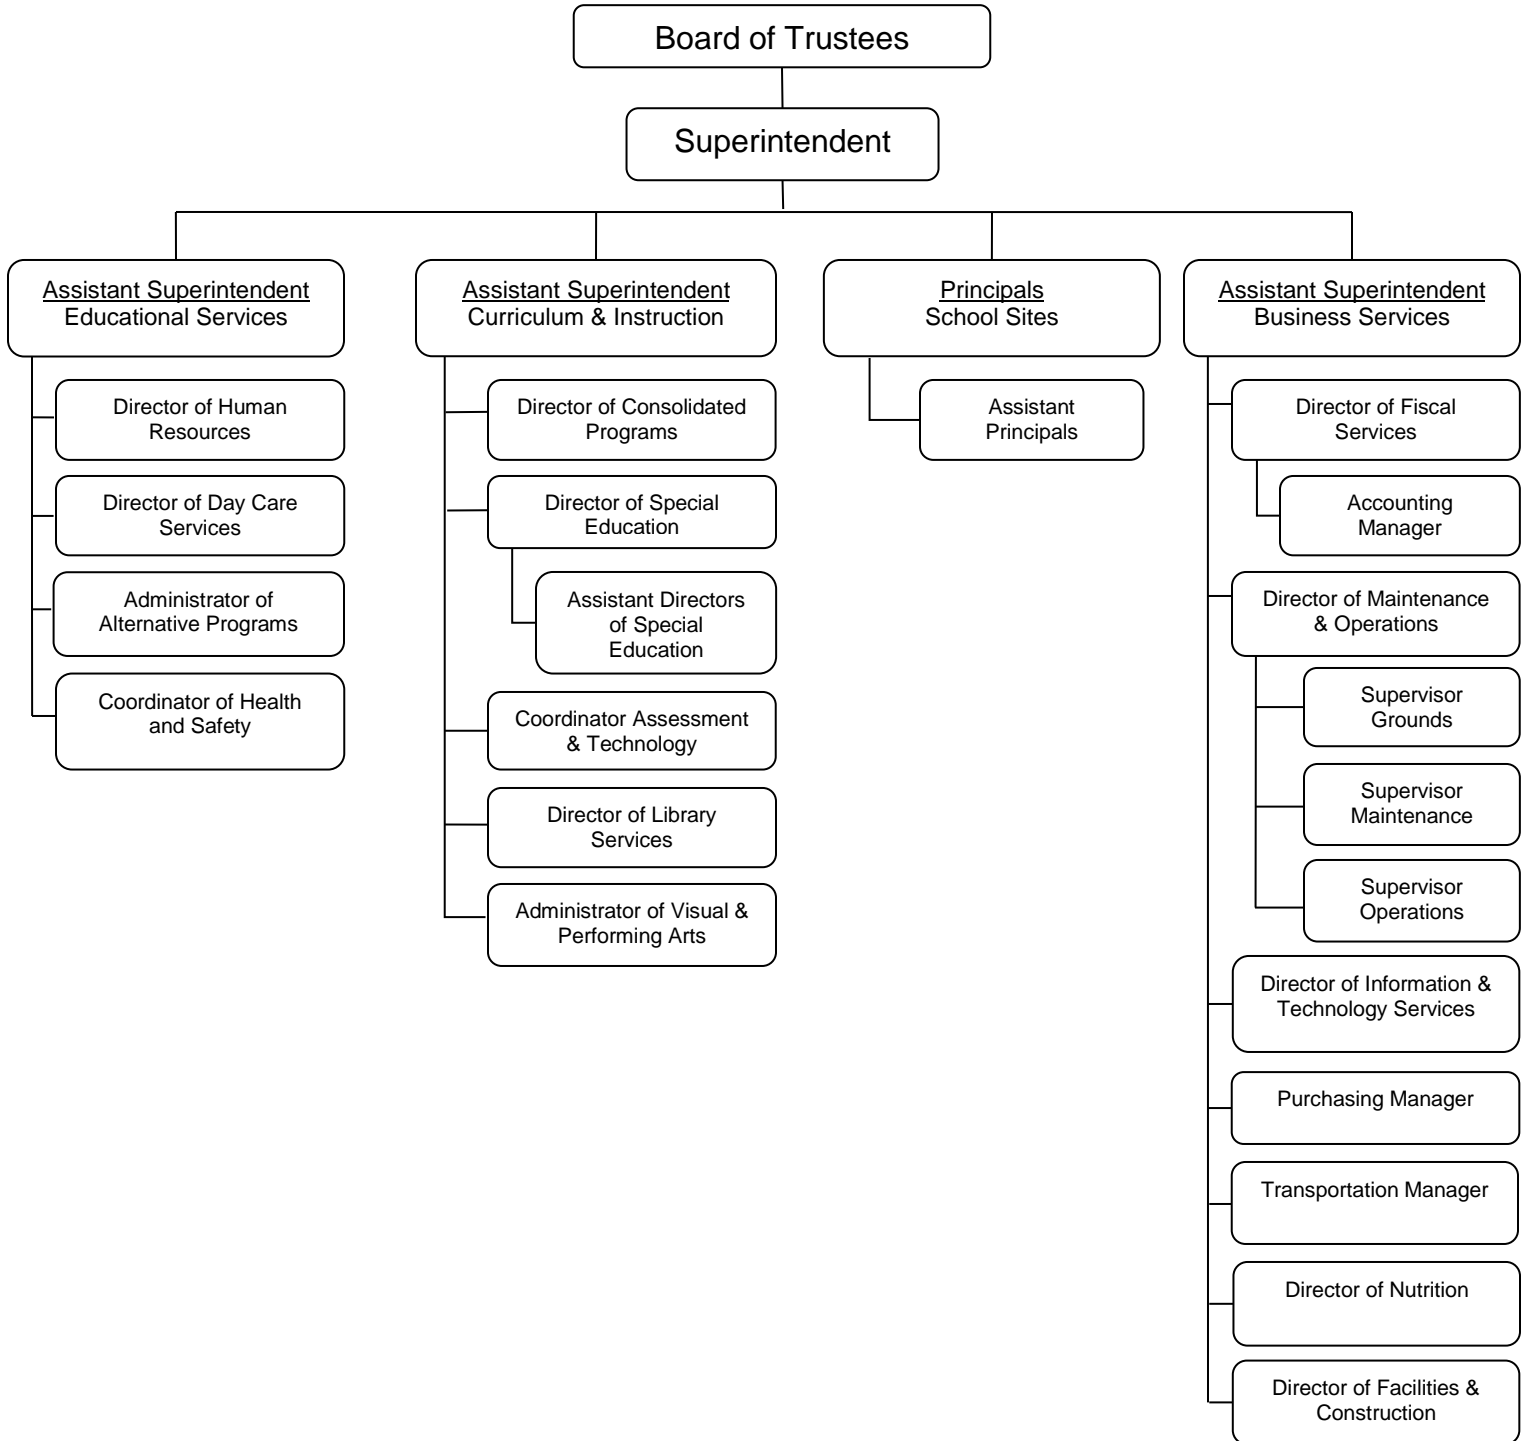 Board of Trustees
Superintendent
Assistant Superintendent
Educational Services
Director of Human
Resources
Director of Day Care
Services
Administrator of
Alternative Programs
Coordinator of Health
and Safety
Assistant Superintendent
Curriculum & Instruction
Director of Consolidated
Programs
Director of Special
Education
Assistant Directors
of Special
Education
Coordinator Assessment
& Technology
Director of Library
Services
Administrator of Visual &
Performing Arts
Principals
School Sites
Assistant
Principals
Assistant Superintendent
Business Services
Director of Fiscal
Services
Accounting
Manager
Director of Maintenance
& Operations
Supervisor
Grounds
Supervisor
Maintenance
Supervisor
Operations
Director of Information &
Technology Services
Purchasing Manager
Transportation Manager
Director of Nutrition
Director of Facilities &
Construction